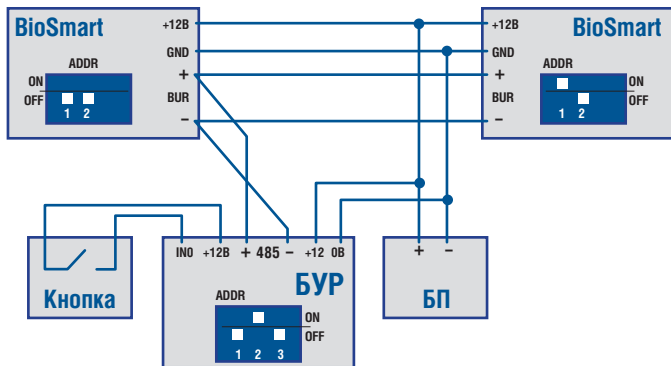 BioSmart
ADDR
ON
OFF
1 2
+12В
GND
+
BUR
–
+12В
GND
+
BUR
–
BioSmart
ADDR
ON
OFF
1 2
Кнопка
IN0 +12В + 485 – +12 0В
БУР
ADDR
ON
OFF
1 2 3
+ –
БП